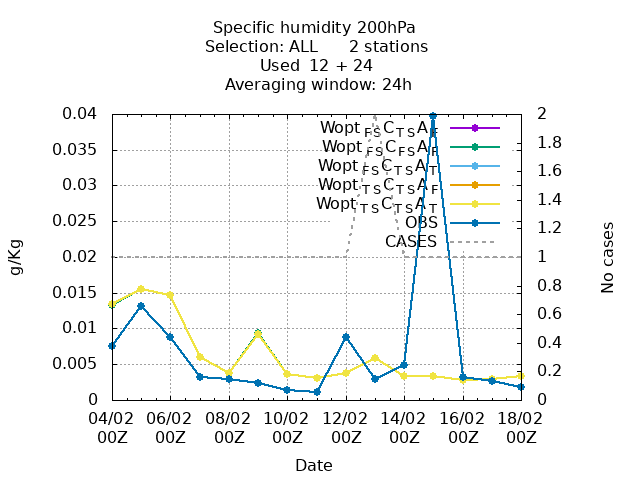 Specific humidity 200hPa
Selection: ALL 2 stations
Used 12 + 24
Averaging window: 24h
g/Kg
No cases
0.04
0.035
0.03
0.025
0.02
0.015
0.01
0.005
0
2
1.8
1.6
1.4
1.2
1
0.8
0.6
0.4
0.2
0
Wopt FS C TS A F
Wopt FS C FS A F
Wopt FS C TS A T
Wopt TS C TS A F
Wopt TS C TS A T
OBS
CASES
04/02 06/02 08/02 10/02 12/02 14/02 16/02 18/02
00Z 00Z 00Z 00Z 00Z 00Z 00Z 00Z
Date